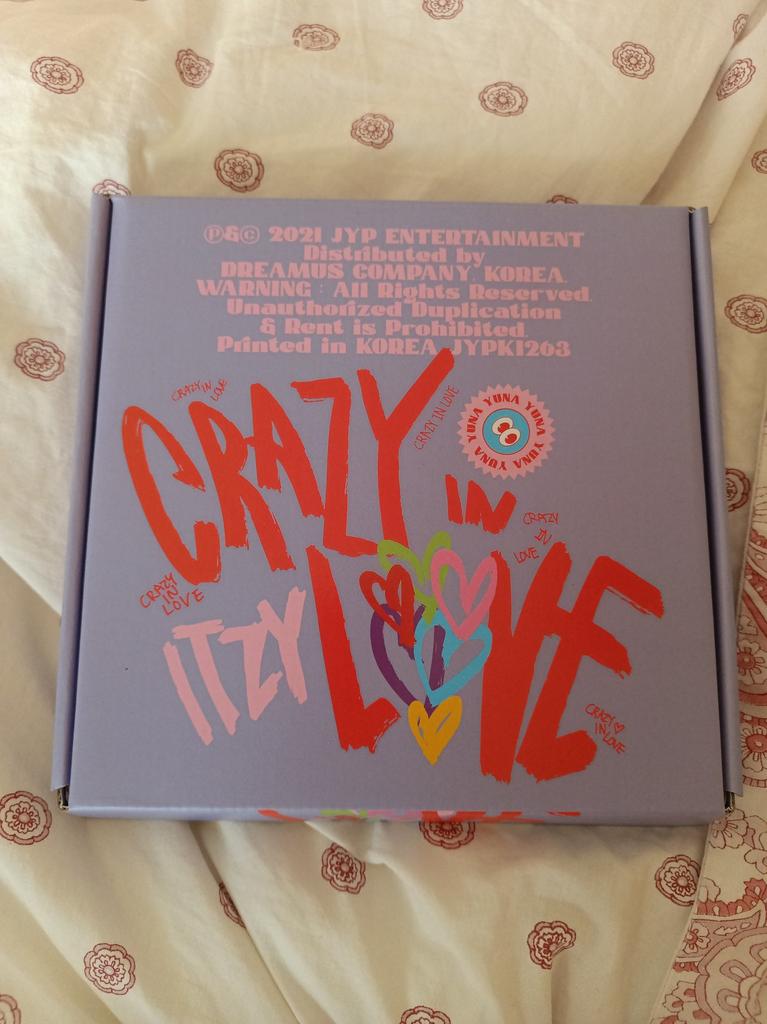 ℗&© 2021 JYP ENTERTAINMENT
Distributed by
DREAMUS COMPANY, KOREA.
WARNING : All Rights Reserved.
Unauthorized Duplication
& Rent is Prohibited.
Printed in KOREA JYPK1263
CRAZY IN
LOVE
CRAZY
CRAZY IN LOVE
YUNA YUNA YUNA YUNA YUNA
IN
CRAZY
IN
LOVE
CRAZY
IN
LOVE
ITZY
LOVE
CRAZY
IN LOVE